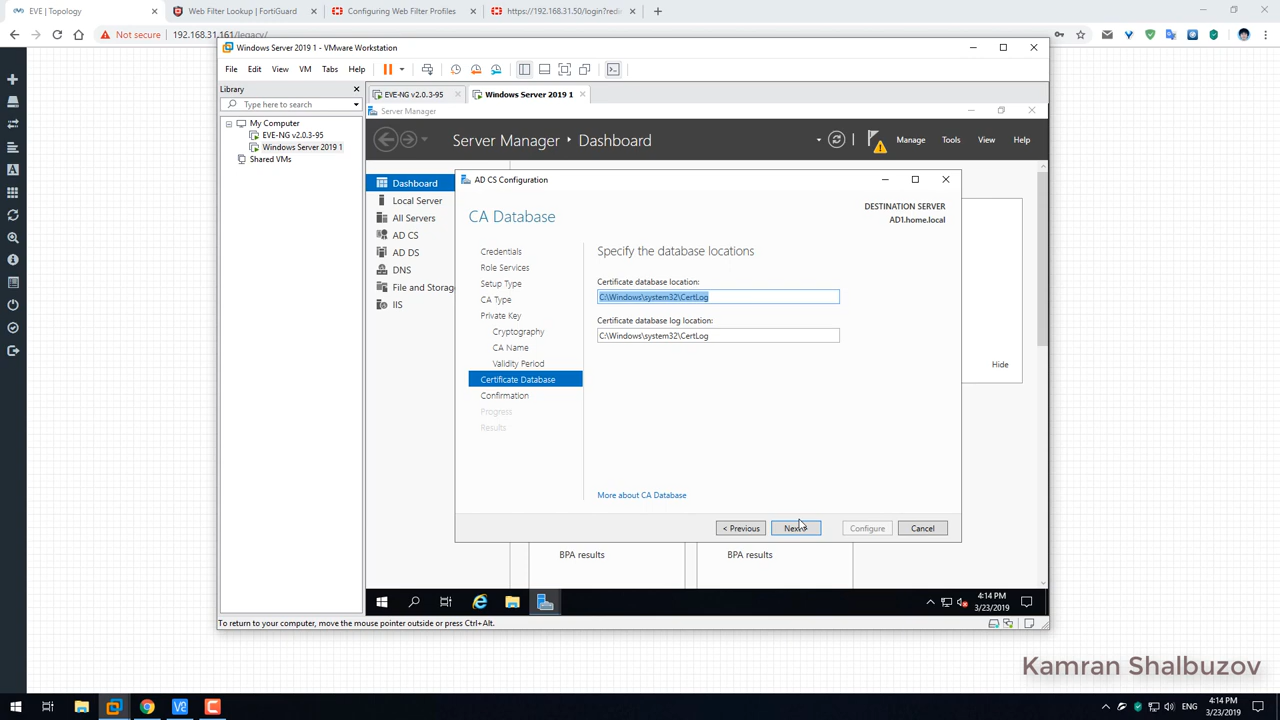 EVE | Topology
Web Filter Lookup | FortiGuard
Configuring Web Filter Profiles
https://192.168.31.50/login?redi
Not secure | 192.168.31.161/legacy/
Windows Server 2019 1 - VMware Workstation
File Edit View VM Tabs Help
Library
Type here to search
My Computer
EVE-NG v2.0.3-95
Windows Server 2019 1
Shared VMs
EVE-NG v2.0.3-95
Windows Server 2019 1
Server Manager
Server Manager
Dashboard
Manage Tools View Help
Dashboard
Local Server
All Servers
AD CS
AD DS
DNS
File and Storag
IIS
AD CS Configuration
CA Database
DESTINATION SERVER
AD1.home.local
Credentials
Role Services
Setup Type
CA Type
Private Key
Cryptography
CA Name
Validity Period
Certificate Database
Confirmation
Progress
Results
Specify the database locations
Certificate database location:
C:\Windows\system32\CertLog
Certificate database log location:
C:\Windows\system32\CertLog
More about CA Database
< Previous
Next >
Configure
Cancel
Hide
BPA results
BPA results
4:14 PM
3/23/2019
To return to your computer, move the mouse pointer outside or press Ctrl+Alt.
Kamran Shalbuzov
ENG
4:14 PM
3/23/2019